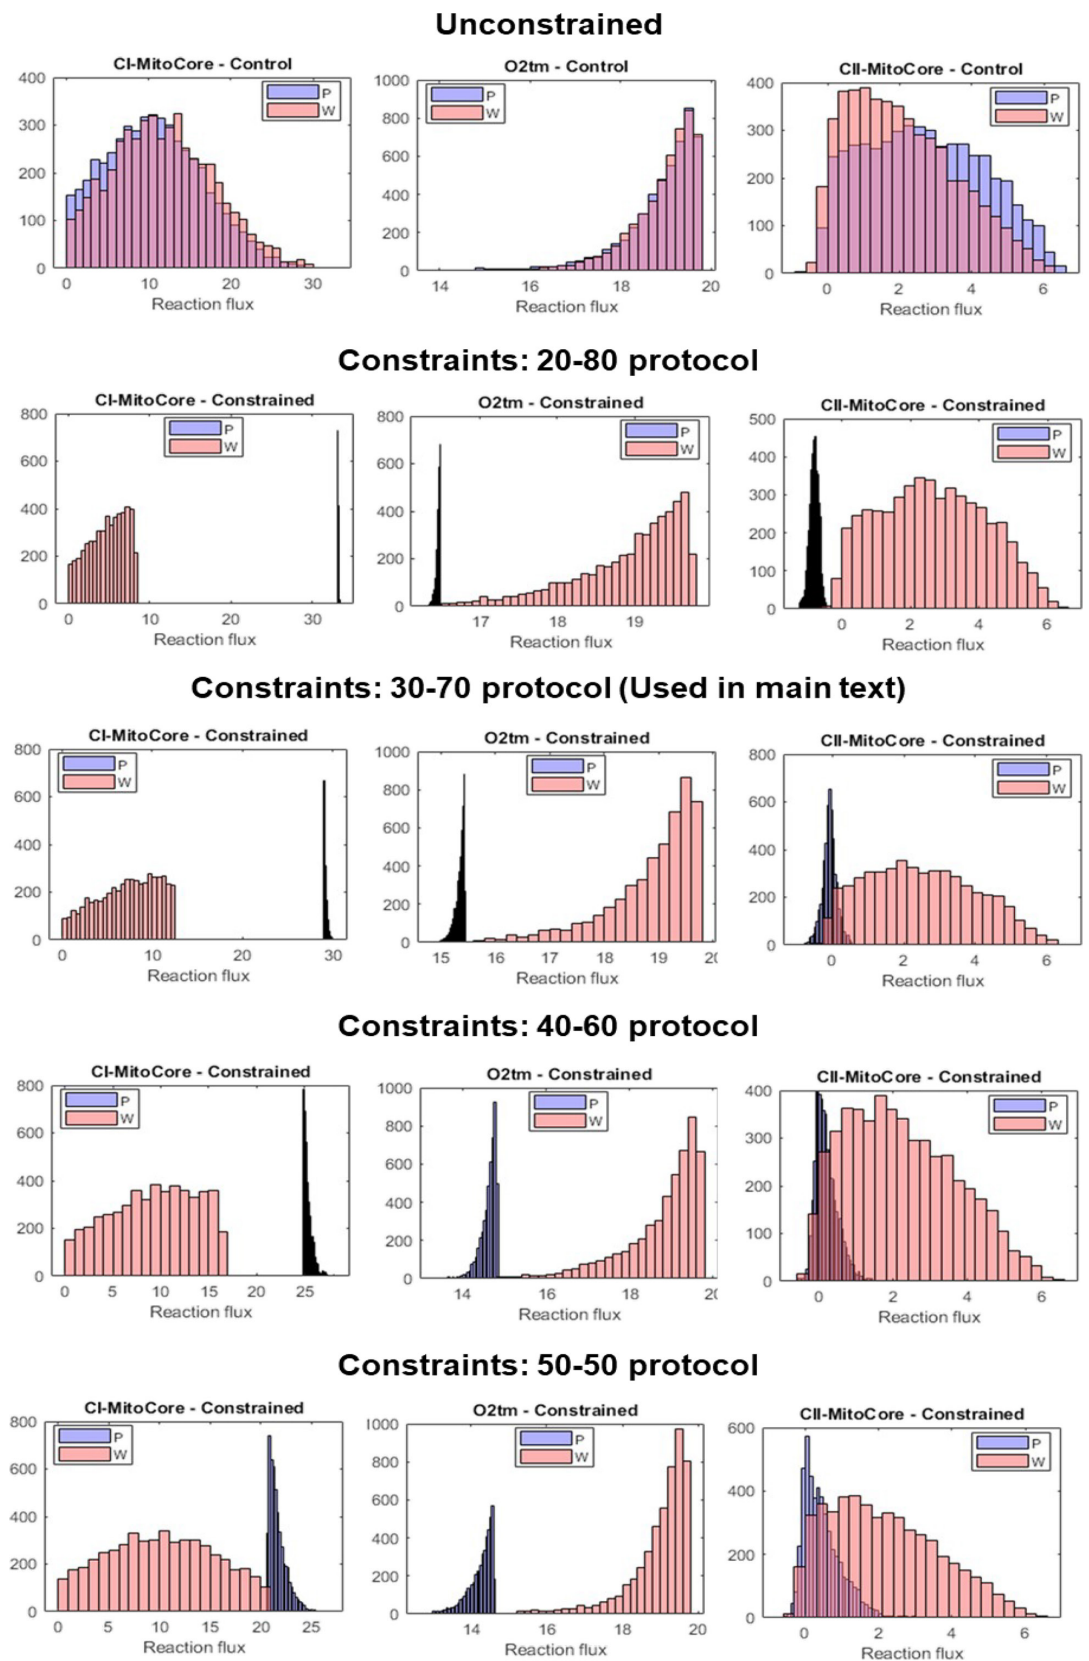 Unconstrained
CI-MitoCore - Control
400
300
200
100
0
P
W
0
10
20
30
Reaction flux
O2tm - Control
1000
800
600
400
200
0
P
W
14
16
18
20
Reaction flux
CII-MitoCore - Control
400
300
200
100
0
P
W
0
2
4
6
Reaction flux
Constraints: 20-80 protocol
CI-MitoCore - Constrained
800
600
400
200
0
P
W
0
10
20
30
Reaction flux
O2tm - Constrained
800
600
400
200
0
P
W
17
18
19
Reaction flux
CII-MitoCore - Constrained
500
400
300
200
100
0
P
W
0
2
4
6
Reaction flux
Constraints: 30-70 protocol (Used in main text)
CI-MitoCore - Constrained
800
600
400
200
0
P
W
0
10
20
30
Reaction flux
O2tm - Constrained
1000
800
600
400
200
0
P
W
15
16
17
18
19
20
Reaction flux
CII-MitoCore - Constrained
800
600
400
200
0
P
W
0
2
4
6
Reaction flux
Constraints: 40-60 protocol
CI-MitoCore - Constrained
800
600
400
200
0
P
W
0
5
10
15
20
25
Reaction flux
O2tm - Constrained
1000
800
600
400
200
0
P
W
14
16
18
20
Reaction flux
CII-MitoCore - Constrained
400
300
200
100
0
P
W
0
2
4
6
Reaction flux
Constraints: 50-50 protocol
CI-MitoCore - Constrained
800
600
400
200
0
P
W
0
5
10
15
20
25
Reaction flux
O2tm - Constrained
1000
800
600
400
200
0
P
W
14
16
18
20
Reaction flux
CII-MitoCore - Constrained
600
400
200
0
P
W
0
2
4
6
Reaction flux